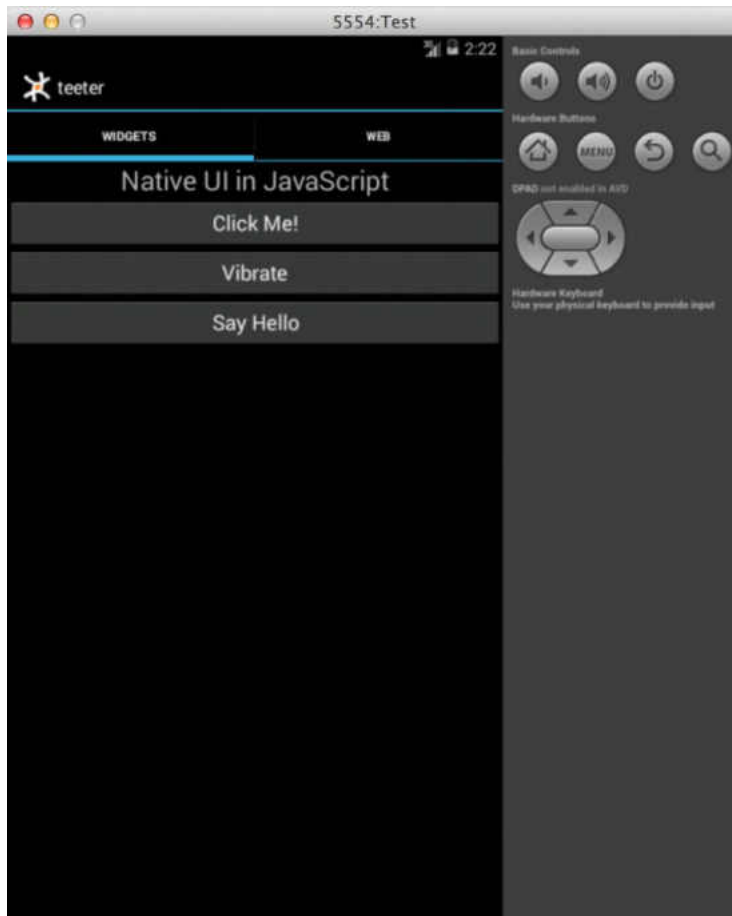 5554:Test
3G 2:22
teeter
WIDGETS WEB
Native UI in JavaScript
Click Me!
Vibrate
Say Hello
Basic Controls
Hardware Buttons
MENU
DPAD not enabled in AVD
Hardware Keyboard
Use your physical keyboard to provide input